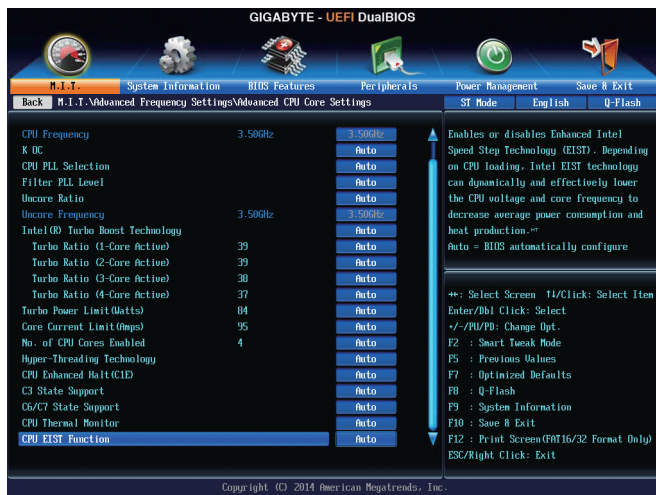 GIGABYTE - UEFI DualBIOS
M.I.T. System Information BIOS Features Peripherals Power Management Save & Exit
Back M.I.T.\Advanced Frequency Settings\Advanced CPU Core Settings ST Mode English Q-Flash
CPU Frequency 3.50GHz 3.50GHz
K OC Auto
CPU PLL Selection Auto
Filter PLL Level Auto
Uncore Ratio Auto
Uncore Frequency 3.50GHz 3.50GHz
Intel(R) Turbo Boost Technology Auto
Turbo Ratio (1-Core Active) 39 Auto
Turbo Ratio (2-Core Active) 39 Auto
Turbo Ratio (3-Core Active) 38 Auto
Turbo Ratio (4-Core Active) 37 Auto
Turbo Power Limit(Watts) 84 Auto
Core Current Limit(Amps) 95 Auto
No. of CPU Cores Enabled 4 Auto
Hyper-Threading Technology Auto
CPU Enhanced Halt(C1E) Auto
C3 State Support Auto
C6/C7 State Support Auto
CPU Thermal Monitor Auto
CPU EIST Function Auto
Enables or disables Enhanced Intel
Speed Step Technology (EIST). Depending
on CPU loading, Intel EIST technology
can dynamically and effectively lower
the CPU voltage and core frequency to
decrease average power consumption and
heat production.
Auto = BIOS automatically configure
→←: Select Screen ↑↓/Click: Select Item
Enter/Dbl Click: Select
+/-/PU/PD: Change Opt.
F2 : Smart Tweak Mode
F5 : Previous Values
F7 : Optimized Defaults
F8 : Q-Flash
F9 : System Information
F10 : Save & Exit
F12 : Print Screen(FAT16/32 Format Only)
ESC/Right Click: Exit
Copyright (C) 2014 American Megatrends, Inc.